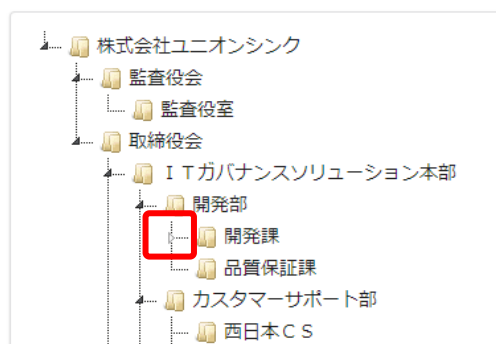 株式会社ユニオンシンク
監査役会
監査役室
取締役会
ＩＴガバナンスソリューション本部
開発部
開発課
品質保証課
カスタマーサポート部
西日本ＣＳ